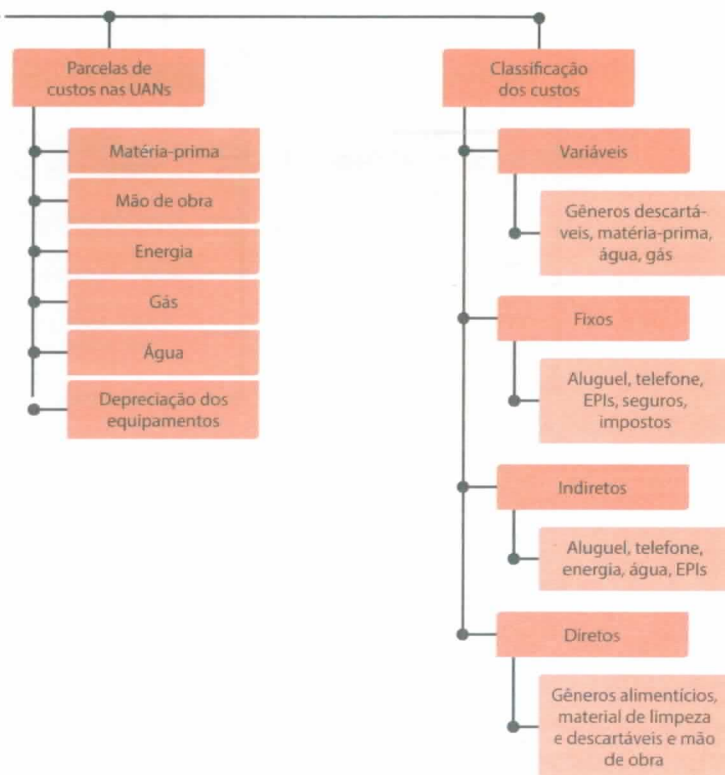 Parcelas de
custos nas UANs
Matéria-prima
Mão de obra
Energia
Gás
Água
Depreciação dos
equipamentos
Classificação
dos custos
Variáveis
Gêneros descartá-
veis, matéria-prima,
água, gás
Fixos
Aluguel, telefone,
EPIs, seguros,
impostos
Indiretos
Aluguel, telefone,
energia, água, EPIs
Diretos
Gêneros alimentícios,
material de limpeza
e descartáveis e mão
de obra